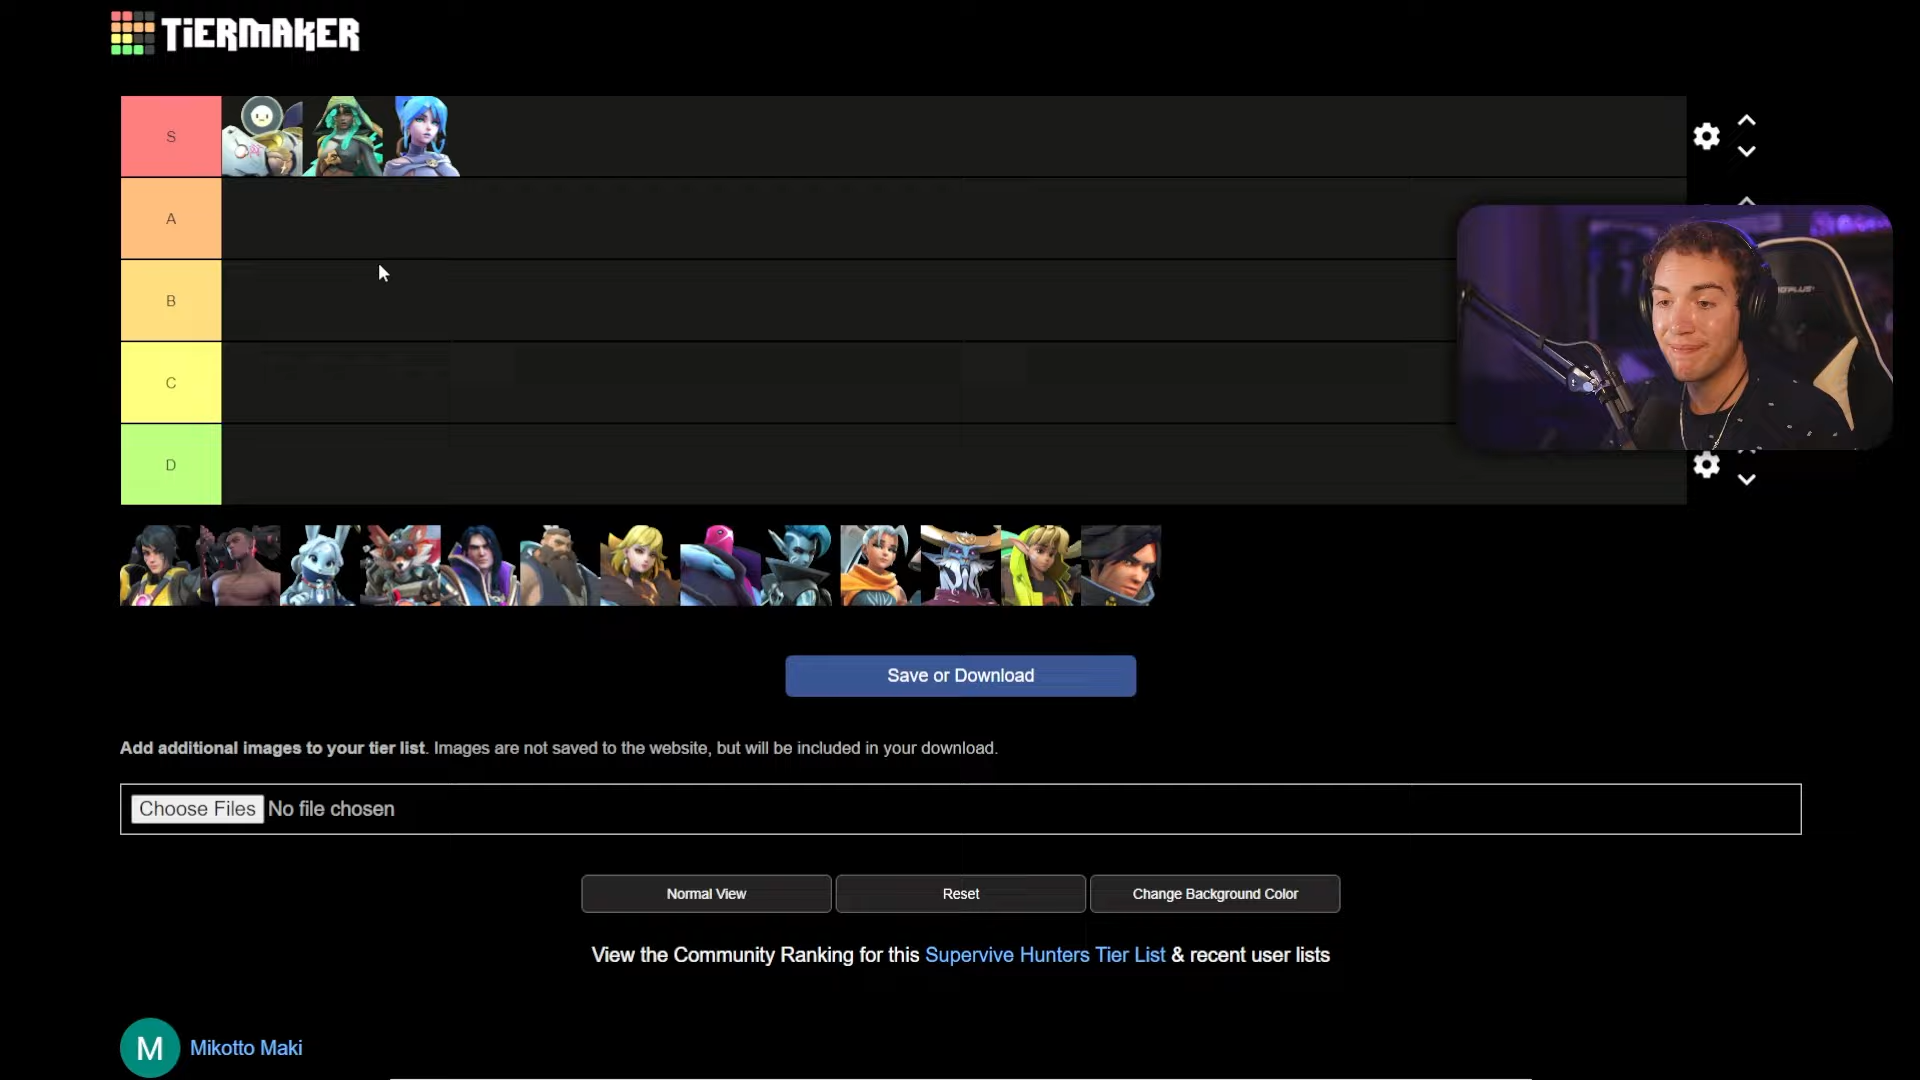 TiERMAKER
S
A
B
C
D
Save or Download
Add additional images to your tier list. Images are not saved to the website, but will be included in your download.
Choose Files No file chosen
Normal View Reset Change Background Color
View the Community Ranking for this Supervive Hunters Tier List & recent user lists
M Mikotto Maki